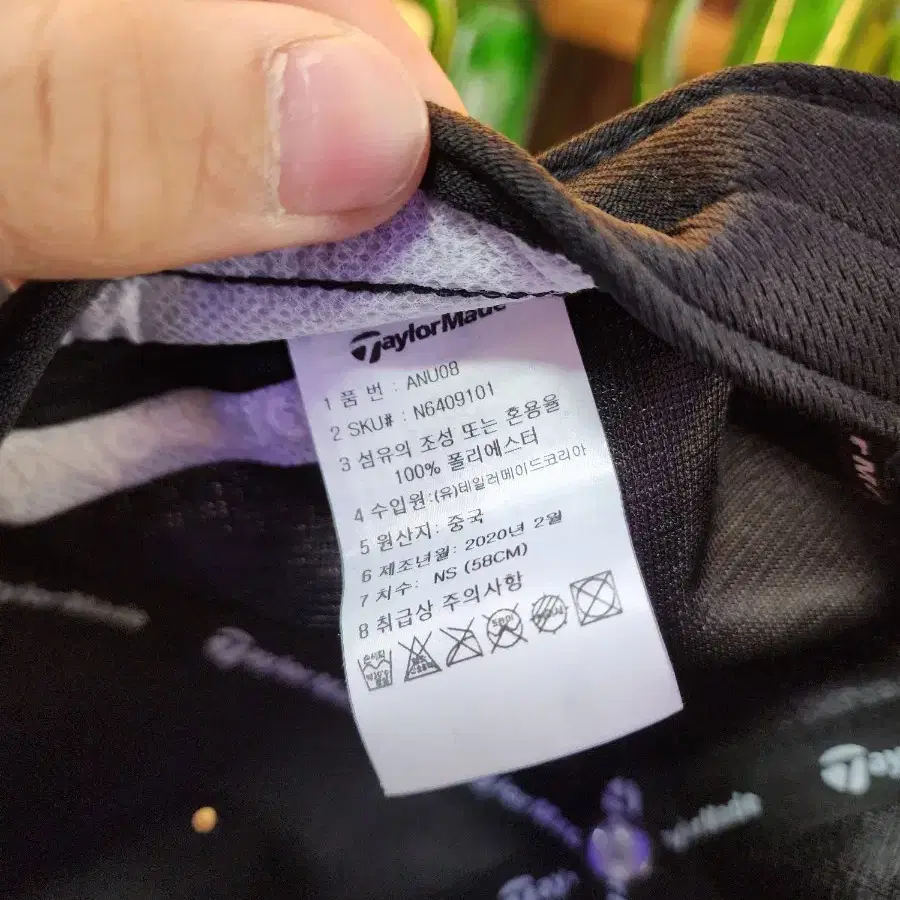 TaylorMade
1 품 번 : ANU08
2 SKU# : N6409101
3 섬유의 조성 또는 혼용율
100% 폴리에스터
4 수입원:(유)테일러메이드코리아
5 원산지: 중국
6 제조년월: 2020년 2월
7 치수: NS (58CM)
8 취급상 주의사항